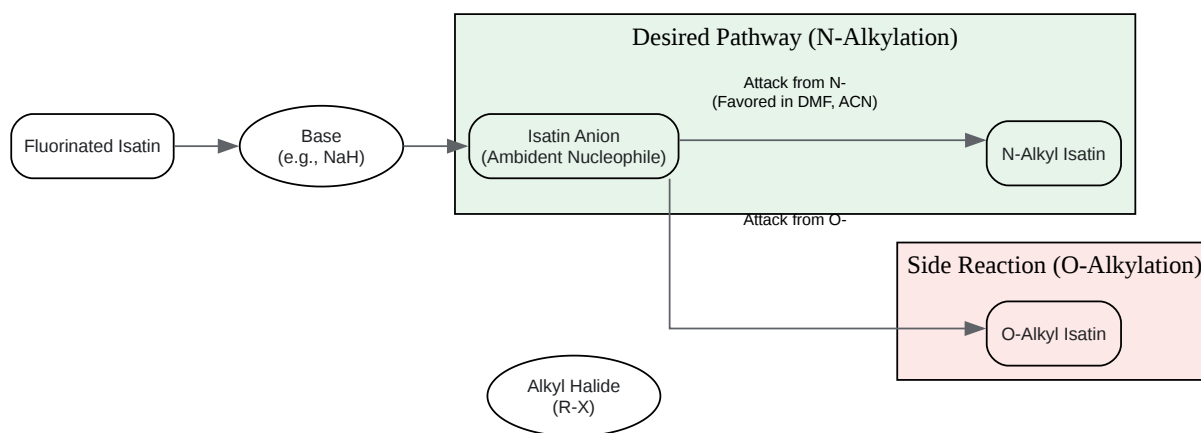 Desired Pathway (N-Alkylation)
Attack from N-
(Favored in DMF, ACN)
Fluorinated Isatin
Base
(e.g., NaH)
Isatin Anion
(Ambident Nucleophile)
N-Alkyl Isatin
Attack from O-
Side Reaction (O-Alkylation)
O-Alkyl Isatin
Alkyl Halide
(R-X)